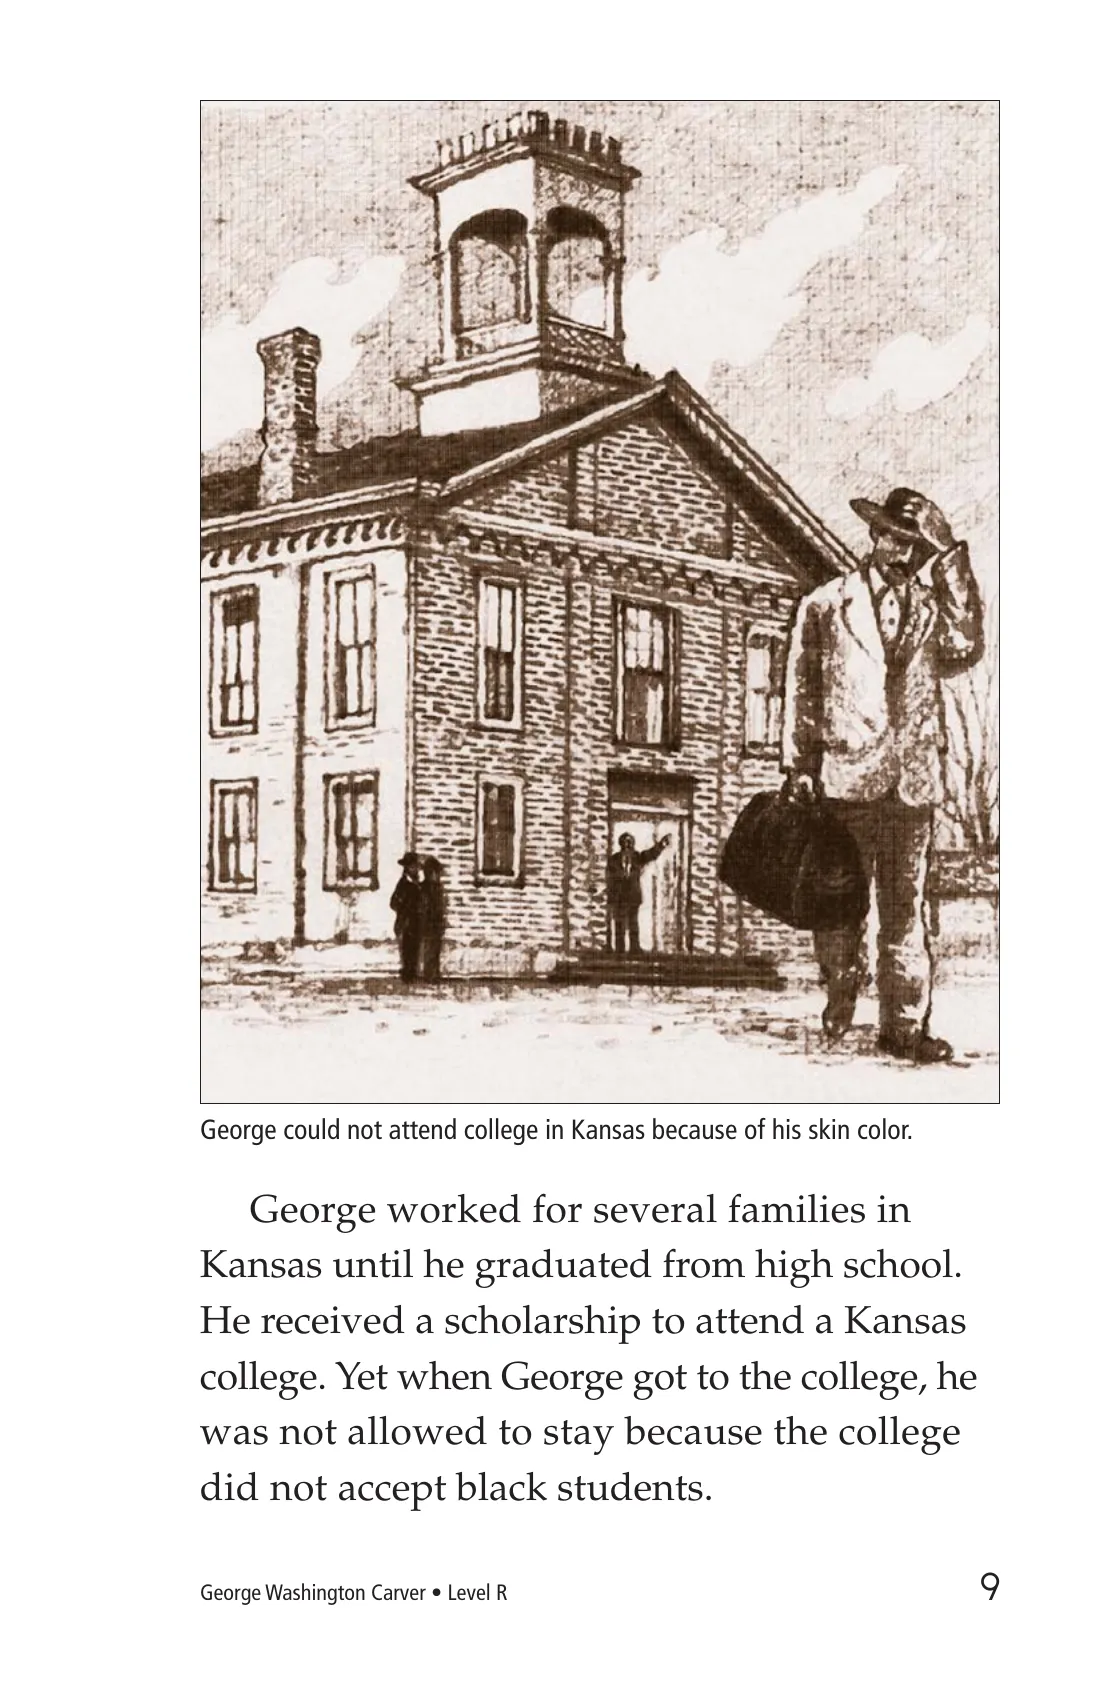 George could not attend college in Kansas because of his skin color.
George worked for several families in
Kansas until he graduated from high school.
He received a scholarship to attend a Kansas
college. Yet when George got to the college, he
was not allowed to stay because the college
did not accept black students.
George Washington Carver • Level R
9